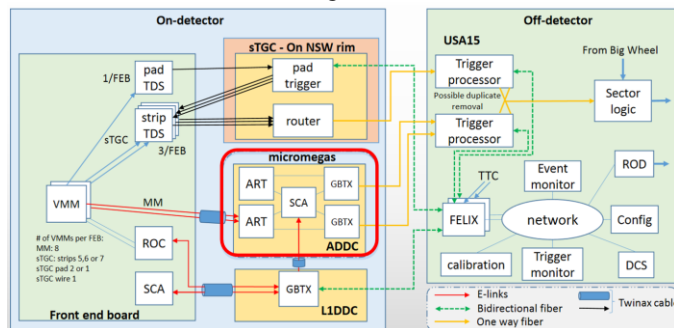 On-detector
Off-detector
sTGC - On NSW rim
USA15
From Big Wheel
1/FEB
pad
TDS
pad
trigger
Trigger
processor
Possible duplicate
removal
Sector
logic
strip
TDS
router
Trigger
processor
sTGC
3/FEB
micromegas
Event
monitor
ROD
ART
GBTX
SCA
TTC
VMM
MM
ART
GBTX
FELIX
network
Config
ADDC
# of VMMs per FEB:
MM: 8
sTGC: strips 5,6 or 7
sTGC pad 2 or 1
sTGC wire 1
ROC
calibration
Trigger
monitor
DCS
SCA
GBTX
Front end board
L1DDC
E-links
Bidirectional fiber
One way fiber
Twinax cable